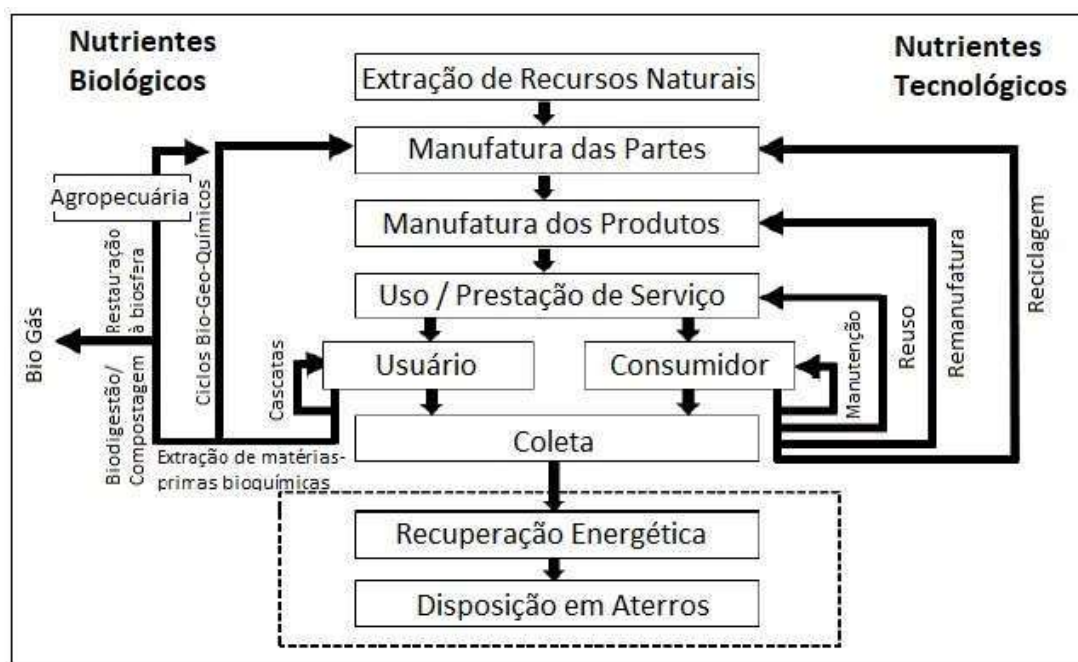 Nutrientes
Biológicos
Nutrientes
Tecnológicos
Extração de Recursos Naturais
Manufatura das Partes
Agropecuária
Manufatura dos Produtos
Uso / Prestação de Serviço
Usuário
Consumidor
Coleta
Recuperação Energética
Disposição em Aterros
Bio Gás
Restauração
à biosfera
Biodigestão/
Compostagem
Ciclos Bio-Geo-Químicos
Cascatas
Extração de matérias-
primas bioquímicas
Manutenção
Reuso
Remanufatura
Reciclagem